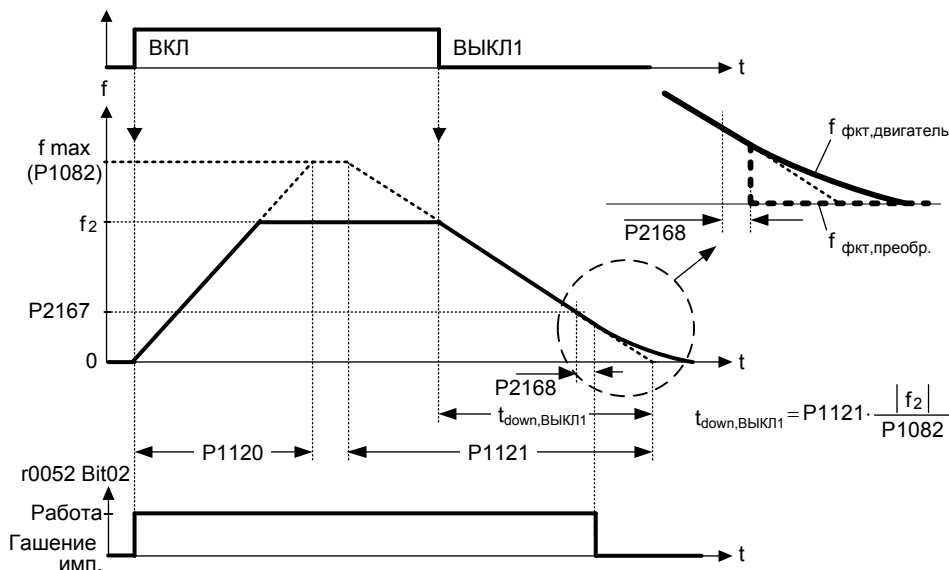 f
ВКЛ
ВЫКЛ1
t
f
f max
(P1082)
f фкт,двигатель
f2
P2168
f фкт,преобр.
P2167
0
t
P2168
tdown,ВЫКЛ1
tdown,ВЫКЛ1 = P1121 · |f2| / P1082
P1120
P1121
r0052 Bit02
Работа
Гашение
имп.
t